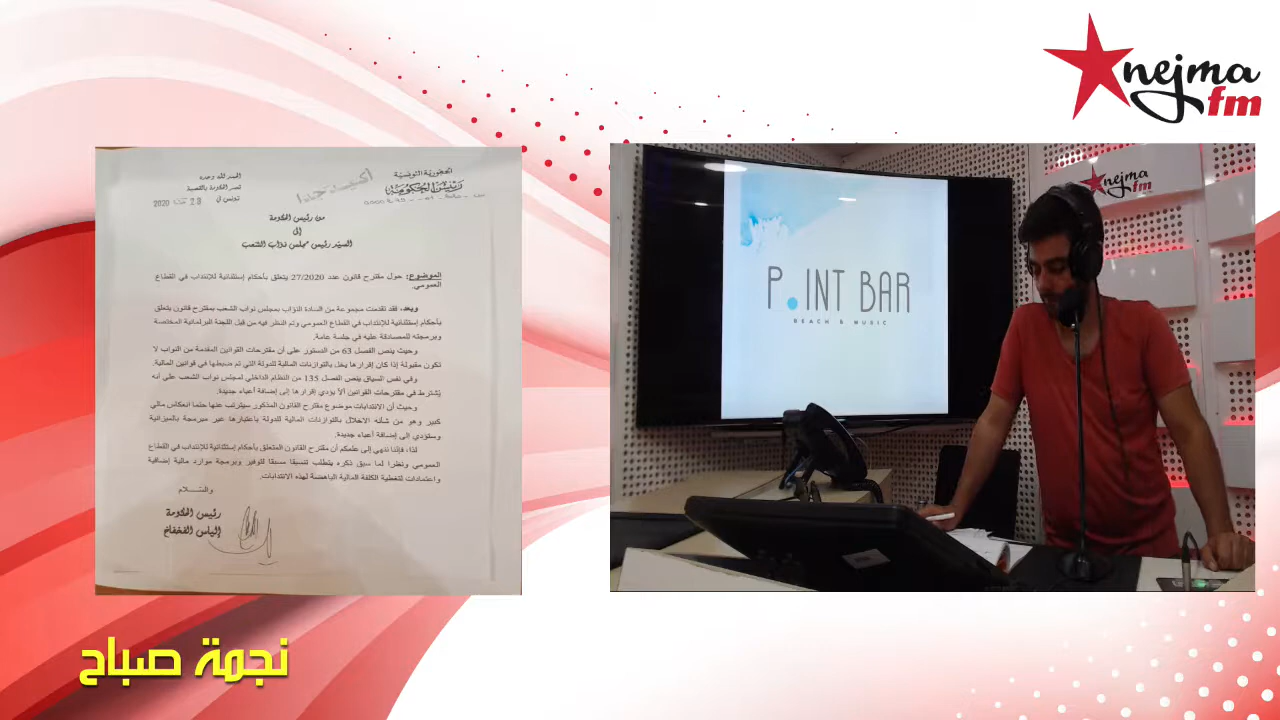 nejma
fm
الحمد لله وحده
الجمهورية التونسية
رئيس الحكومة
قصر الحكومة بالقصبة
تونس في 23 2020
أكيد جدا
من رئيس الحكومة
إلى
السيد رئيس مجلس نواب الشعب
الموضوع: حول مقترح قانون عدد 27/2020 يتعلق بأحكام إستثنائية للإنتداب في القطاع
العمومي.
وبعد، فقد تقدمت مجموعة من السادة النواب بمجلس نواب الشعب بمقترح قانون يتعلق
بأحكام إستثنائية للإنتداب في القطاع العمومي وتم النظر فيه من قبل اللجنة البرلمانية المختصة
وبرمجته للمصادقة عليه في جلسة عامة.
وحيث ينص الفصل 63 من الدستور على أن مقترحات القوانين المقدمة من النواب لا
تكون مقبولة إذا كان إقرارها يخل بالتوازنات المالية للدولة التي تم ضبطها في قوانين المالية.
وفي نفس السياق ينص الفصل 135 من النظام الداخلي لمجلس نواب الشعب على أنه
يُشترط في مقترحات القوانين ألا يؤدي إقرارها إلى إضافة أعباء جديدة.
وحيث أن الانتدابات موضوع مقترح القانون المذكور سيترتب عنها حتما انعكاس مالي
كبير وهو من شأنه الاخلال بالتوازنات المالية للدولة باعتبارها غير مبرمجة بالميزانية
وستؤدي إلى إضافة أعباء جديدة.
لذا، فإننا ننهي إلى علمكم أن مقترح القانون المتعلق بأحكام إستثنائية للإنتداب في القطاع
العمومي ونظرا لما سبق ذكره يتطلب تنسيقا مسبقا لتوفير وبرمجة موارد مالية إضافية
واعتمادات لتغطية الكلفة المالية الباهضة لهذه الانتدابات.
والسـلام
رئيس الحكومة
إلياس الفخفاخ
P.INT BAR
BEACH & MUSIC
nejma
fm
نجمة صباح